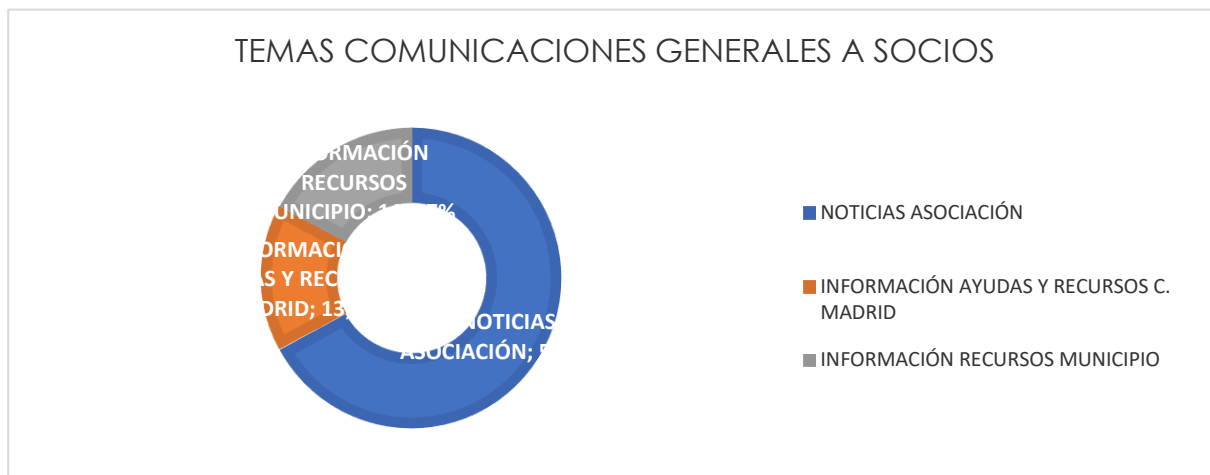 TEMAS COMUNICACIONES GENERALES A SOCIOS
RECURSOS
NOTICIAS
ASOCIACIÓN;
NOTICIAS ASOCIACIÓN
INFORMACIÓN AYUDAS Y RECURSOS C.
MADRID
INFORMACIÓN RECURSOS MUNICIPIO